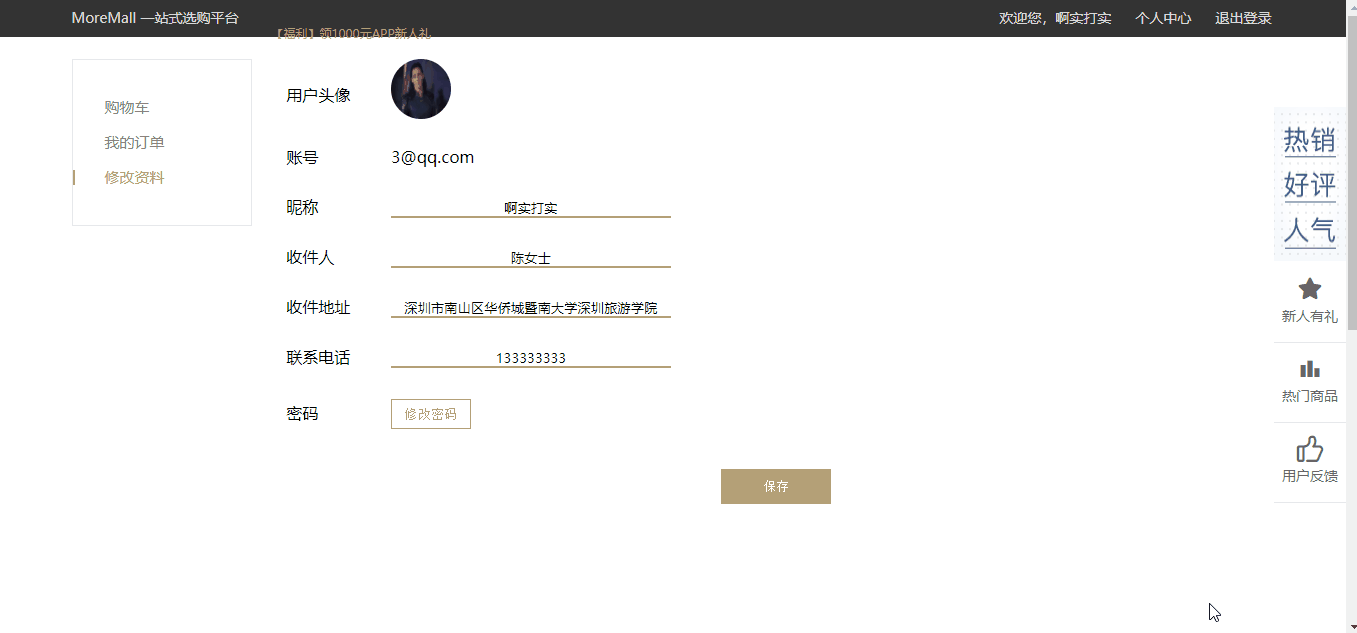 MoreMall 一站式选购平台
欢迎您，啊实打实 个人中心 退出登录
【福利】领1000元APP新人礼
购物车
我的订单
修改资料
用户头像
账号 3@qq.com
昵称 啊实打实
收件人 陈女士
收件地址 深圳市南山区华侨城暨南大学深圳旅游学院
联系电话 133333333
密码 修改密码
保存
热销
好评
人气
新人有礼
热门商品
用户反馈